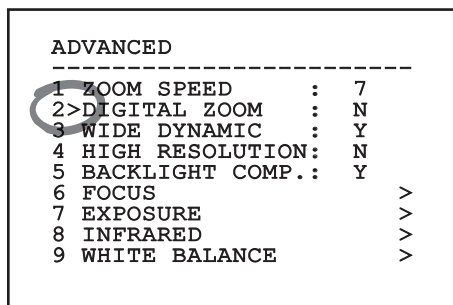 ADVANCED
------------------------
1 ZOOM SPEED : 7
2>DIGITAL ZOOM : N
3 WIDE DYNAMIC : Y
4 HIGH RESOLUTION: N
5 BACKLIGHT COMP.: Y
6 FOCUS >
7 EXPOSURE >
8 INFRARED >
9 WHITE BALANCE >